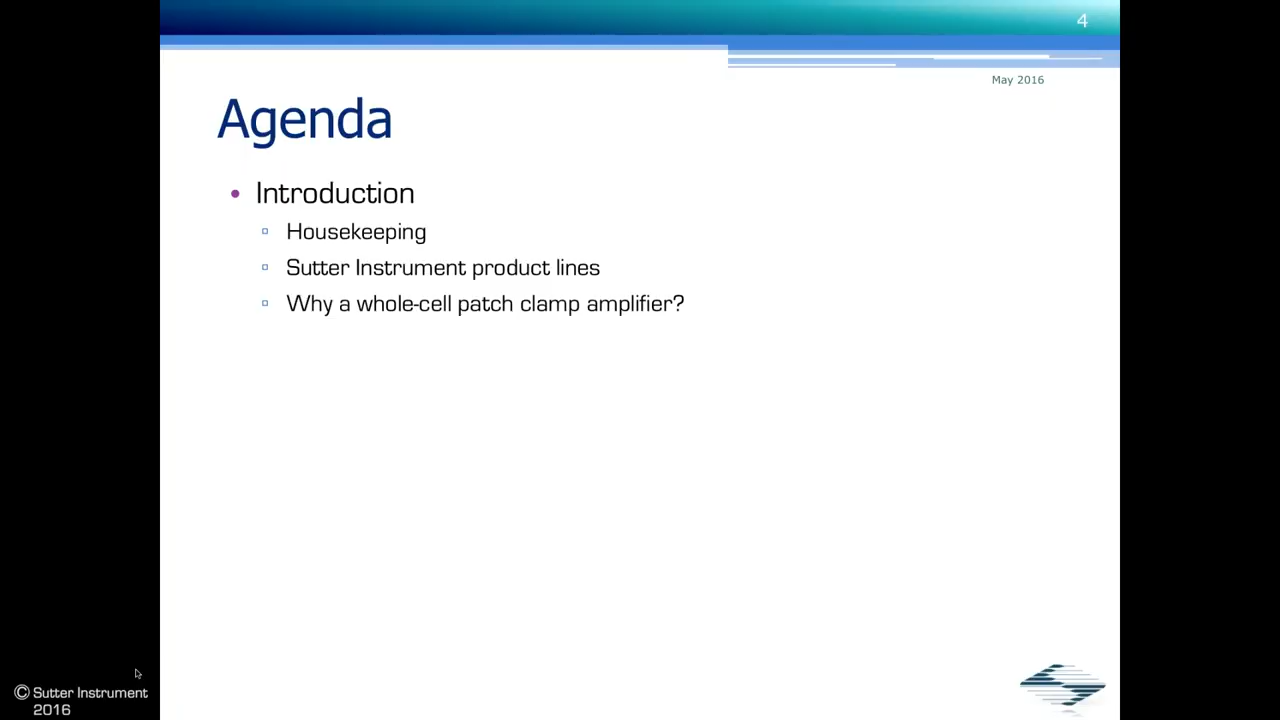 4
May 2016
Agenda
• Introduction
Housekeeping
Sutter Instrument product lines
Why a whole-cell patch clamp amplifier?
© Sutter Instrument
2016